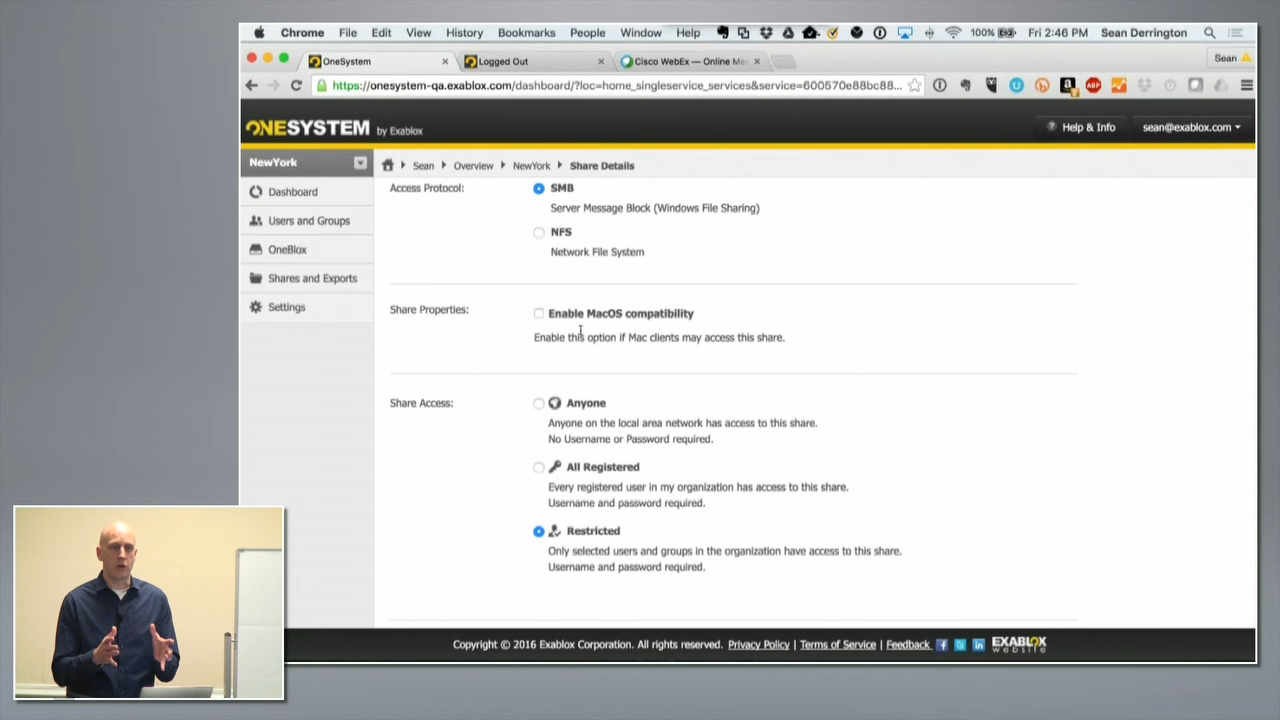 Chrome File Edit View History Bookmarks People Window Help 100% Fri 2:46 PM Sean Derrington
OneSystem Logged Out Cisco WebEx — Online Me Sean
https://onesystem-qa.exablox.com/dashboard/?loc=home_singleservice_services&service=600570e88bc88...
ONESYSTEM by Exablox Help & Info sean@exablox.com
NewYork
Sean Overview NewYork Share Details
Dashboard
Users and Groups
OneBlox
Shares and Exports
Settings
Access Protocol: SMB
Server Message Block (Windows File Sharing)
NFS
Network File System
Share Properties: Enable MacOS compatibility
Enable this option if Mac clients may access this share.
Share Access: Anyone
Anyone on the local area network has access to this share.
No Username or Password required.
All Registered
Every registered user in my organization has access to this share.
Username and password required.
Restricted
Only selected users and groups in the organization have access to this share.
Username and password required.
Copyright © 2016 Exablox Corporation. All rights reserved. Privacy Policy | Terms of Service | Feedback EXABLOX
website